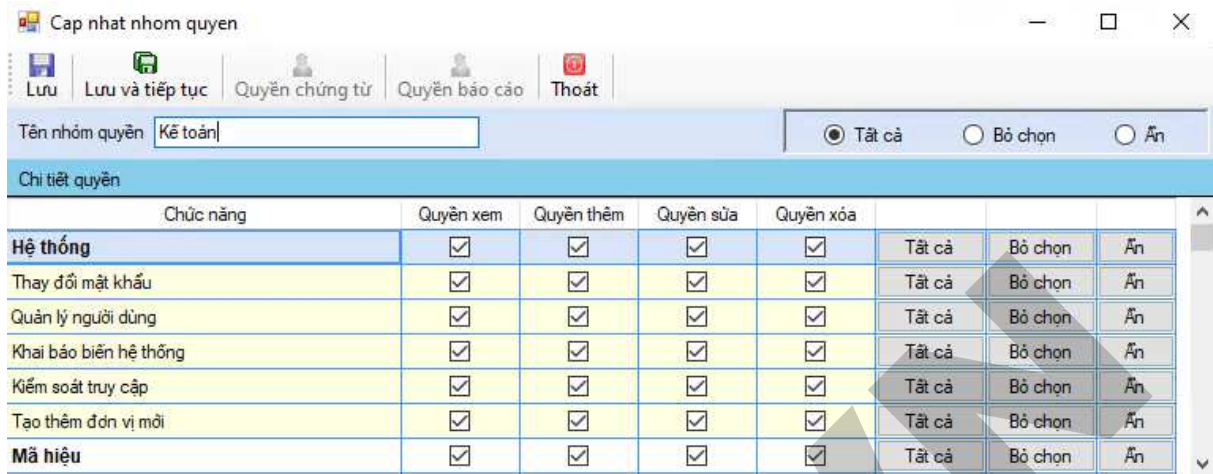 Cap nhat nhom quyen
Lưu Lưu và tiếp tục Quyền chứng từ Quyền báo cáo Thoát
Tên nhóm quyền Kế toán Tất cả Bỏ chọn Ẩn
Chi tiết quyền
Chức năng Quyền xem Quyền thêm Quyền sửa Quyền xóa
Hệ thống Tất cả Bỏ chọn Ẩn
Thay đổi mật khẩu Tất cả Bỏ chọn Ẩn
Quản lý người dùng Tất cả Bỏ chọn Ẩn
Khai báo biến hệ thống Tất cả Bỏ chọn Ẩn
Kiểm soát truy cập Tất cả Bỏ chọn Ẩn
Tạo thêm đơn vị mới Tất cả Bỏ chọn Ẩn
Mã hiệu Tất cả Bỏ chọn Ẩn